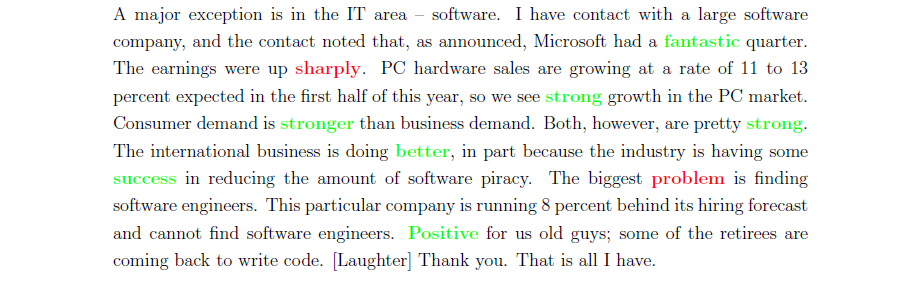 A major exception is in the IT area – software. I have contact with a large software
company, and the contact noted that, as announced, Microsoft had a fantastic quarter.
The earnings were up sharply. PC hardware sales are growing at a rate of 11 to 13
percent expected in the first half of this year, so we see strong growth in the PC market.
Consumer demand is stronger than business demand. Both, however, are pretty strong.
The international business is doing better, in part because the industry is having some
success in reducing the amount of software piracy. The biggest problem is finding
software engineers. This particular company is running 8 percent behind its hiring forecast
and cannot find software engineers. Positive for us old guys; some of the retirees are
coming back to write code. [Laughter] Thank you. That is all I have.